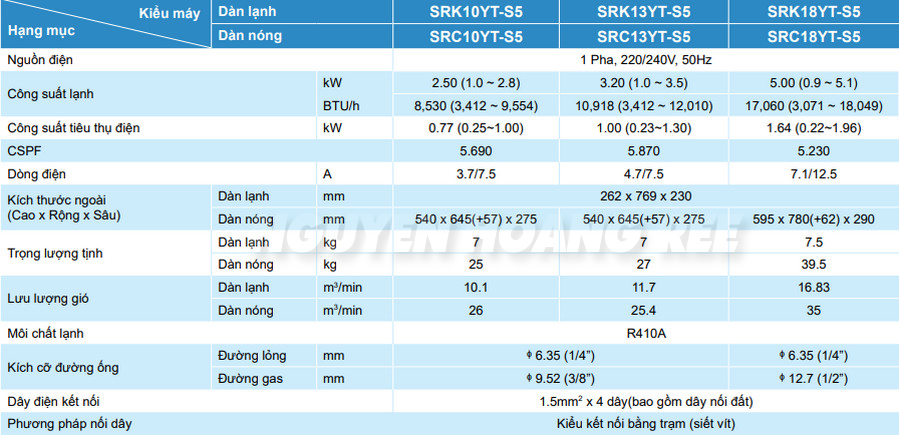 Kiểu máy Dàn lạnh SRK10YT-S5 SRK13YT-S5 SRK18YT-S5
Hạng mục Dàn nóng SRC10YT-S5 SRC13YT-S5 SRC18YT-S5
Nguồn điện 1 Pha, 220/240V, 50Hz
Công suất lạnh kW 2.50 (1.0 ~ 2.8) 3.20 (1.0 ~ 3.5) 5.00 (0.9 ~ 5.1)
BTU/h 8,530 (3,412 ~ 9,554) 10,918 (3,412 ~ 12,010) 17,060 (3,071 ~ 18,049)
Công suất tiêu thụ điện kW 0.77 (0.25~1.00) 1.00 (0.23~1.30) 1.64 (0.22~1.96)
CSPF 5.690 5.870 5.230
Dòng điện A 3.7/7.5 4.7/7.5 7.1/12.5
Kích thước ngoài Dàn lạnh mm 262 x 769 x 230
(Cao x Rộng x Sâu) Dàn nóng mm 540 x 645(+57) x 275 540 x 645(+57) x 275 595 x 780(+62) x 290
NGUYEN HOANG REE
Trọng lượng tịnh Dàn lạnh kg 7 7 7.5
Dàn nóng kg 25 27 39.5
Lưu lượng gió Dàn lạnh m³/min 10.1 11.7 16.83
Dàn nóng m³/min 26 25.4 35
Môi chất lạnh R410A
Kích cỡ đường ống Đường lỏng mm ϕ 6.35 (1/4”) ϕ 6.35 (1/4”)
Đường gas mm ϕ 9.52 (3/8”) ϕ 12.7 (1/2”)
Dây điện kết nối 1.5mm² x 4 dây(bao gồm dây nối đất)
Phương pháp nối dây Kiểu kết nối bằng trạm (siết vít)